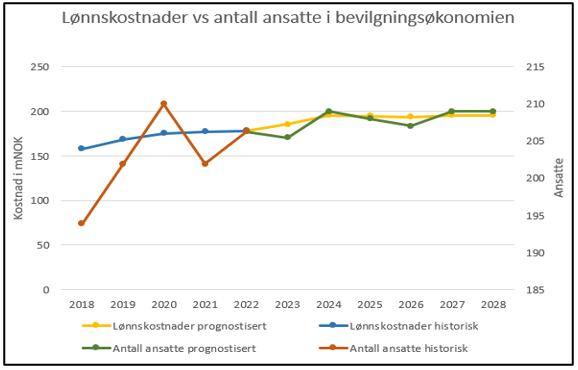 Lønnskostnader vs antall ansatte i bevilgningsøkonomien
250
200
150
100
50
0
Kostnad i mNOK
215
210
205
200
195
190
185
Ansatte
2018 2019 2020 2021 2022 2023 2024 2025 2026 2027 2028
Lønnskostnader prognostisert Lønnskostnader historisk
Antall ansatte prognostisert Antall ansatte historisk